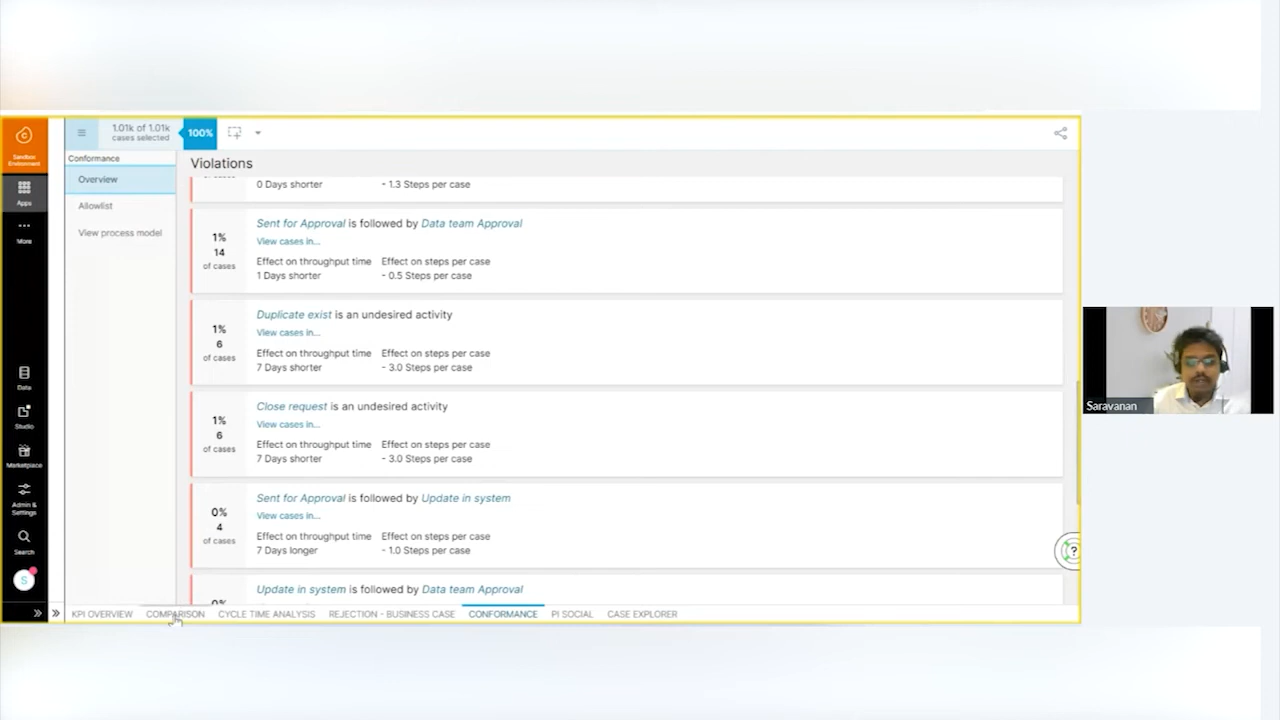 1.01k of 1.01k
cases selected
100%
Sandbox
Environment
Apps
More
Data
Studio
Marketplace
Admin &
Settings
Search
S
Conformance
Overview
Allowlist
View process model
Violations
of cases
0 Days shorter
- 1.3 Steps per case
1%
14
of cases
Sent for Approval is followed by Data team Approval
View cases in...
Effect on throughput time Effect on steps per case
1 Days shorter - 0.5 Steps per case
1%
6
of cases
Duplicate exist is an undesired activity
View cases in...
Effect on throughput time Effect on steps per case
7 Days shorter - 3.0 Steps per case
1%
6
of cases
Close request is an undesired activity
View cases in...
Effect on throughput time Effect on steps per case
7 Days shorter - 3.0 Steps per case
0%
4
of cases
Sent for Approval is followed by Update in system
View cases in...
Effect on throughput time Effect on steps per case
7 Days longer - 1.0 Steps per case
0%
Update in system is followed by Data team Approval
?
KPI OVERVIEW COMPARISON CYCLE TIME ANALYSIS REJECTION - BUSINESS CASE CONFORMANCE PI SOCIAL CASE EXPLORER
Saravanan